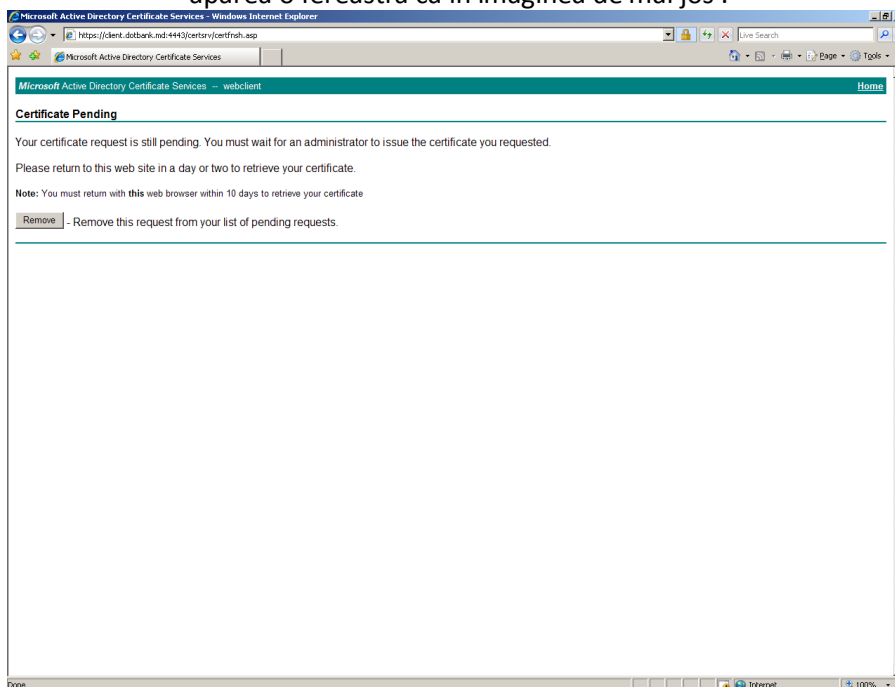 apărea o fereastră ca în imaginea de mai jos :
Microsoft Active Directory Certificate Services - Windows Internet Explorer
https://client.dotbank.md:4443/certsrv/certfnsh.asp
Live Search
Microsoft Active Directory Certificate Services
Page
Tools
Microsoft Active Directory Certificate Services -- webclient
Home
Certificate Pending
Your certificate request is still pending. You must wait for an administrator to issue the certificate you requested.
Please return to this web site in a day or two to retrieve your certificate.
Note: You must return with this web browser within 10 days to retrieve your certificate
Remove - Remove this request from your list of pending requests.
Done
Internet
100%